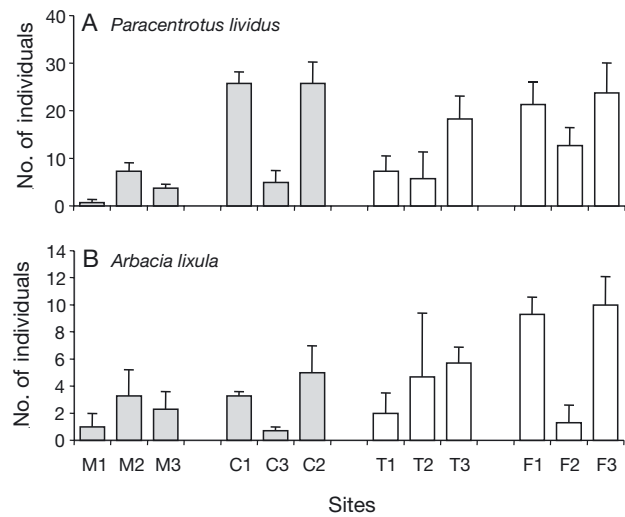 A Paracentrotus lividus
No. of individuals
40
30
20
10
0
B Arbacia lixula
No. of individuals
14
12
10
8
6
4
2
0
M1 M2 M3 C1 C3 C2 T1 T2 T3 F1 F2 F3
Sites